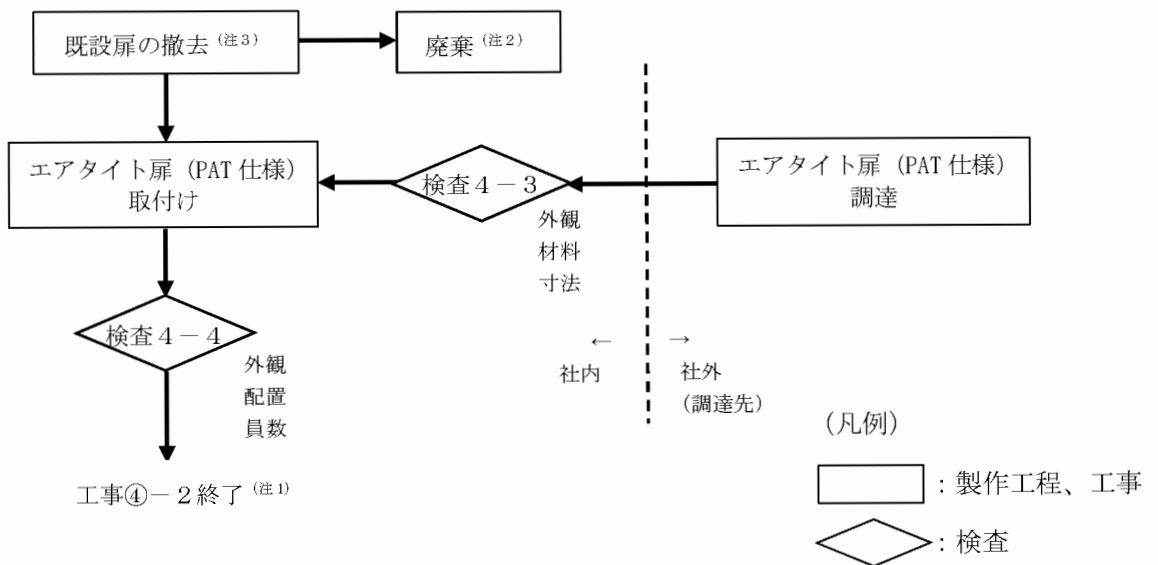 既設扉の撤去(注3)
廃棄(注2)
エアタイト扉(PAT仕様)
取付け
検査4-3
エアタイト扉(PAT仕様)
調達
外観
材料
寸法
検査4-4
外観
配置
員数
← →
社内 社外
(調達先)
工事④-2終了(注1)
(凡例)
:製作工程、工事
:検査